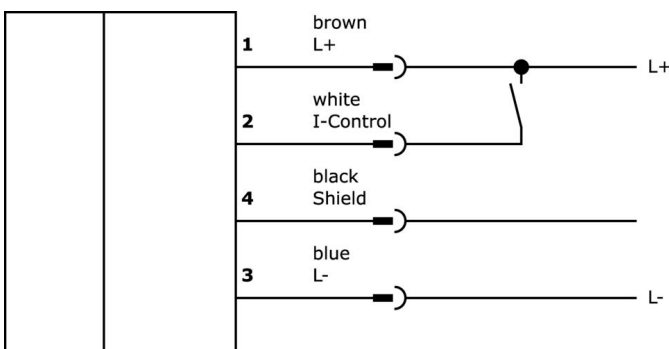 brown
1 L+
L+
white
2 I-Control
black
4 Shield
blue
3 L-
L-